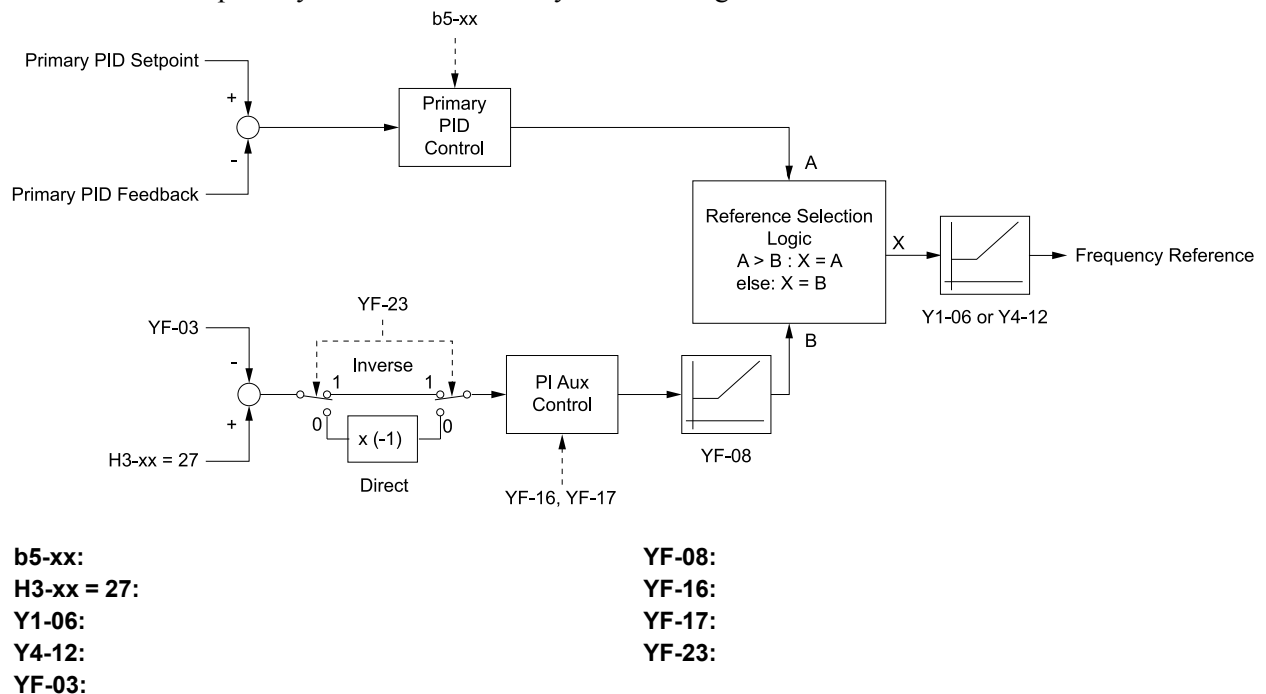 b5-xx
Primary PID Setpoint
+
Primary
PID
Control
-
Primary PID Feedback
A
Reference Selection
Logic
A > B : X = A
else: X = B
X
Frequency Reference
Y1-06 or Y4-12
B
YF-23
YF-03
-
Inverse
1
1
+
0
x (-1)
0
Direct
PI Aux
Control
YF-08
H3-xx = 27
YF-16, YF-17
b5-xx:
H3-xx = 27:
Y1-06:
Y4-12:
YF-03:
YF-08:
YF-16:
YF-17:
YF-23: